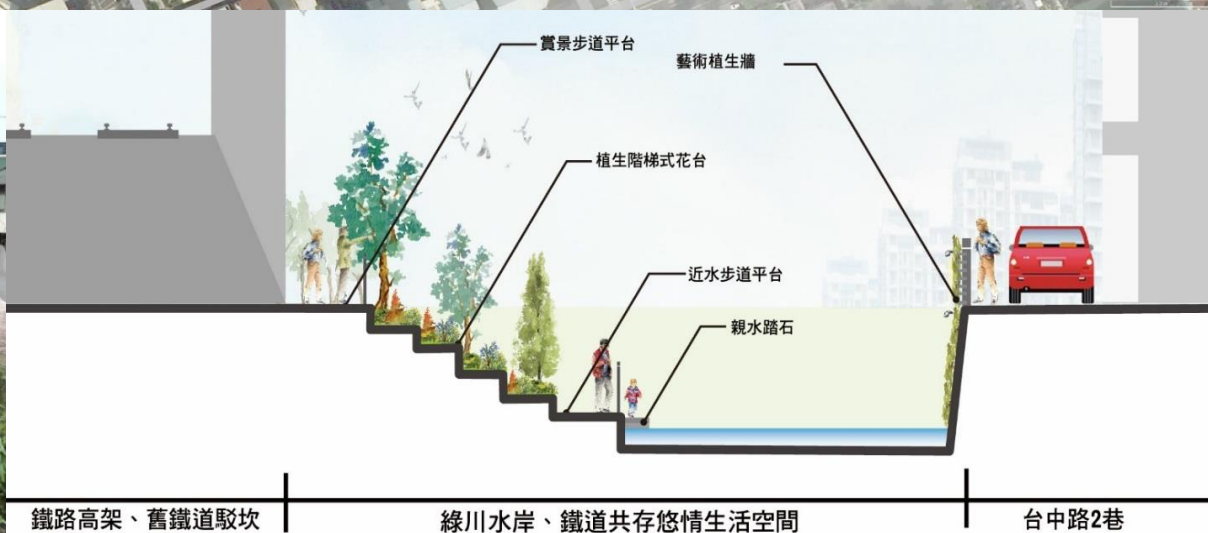 賞景步道平台
藝術植生牆
植生階梯式花台
近水步道平台
親水踏石
鐵路高架、舊鐵道駁坎
綠川水岸、鐵道共存悠情生活空間
台中路2巷